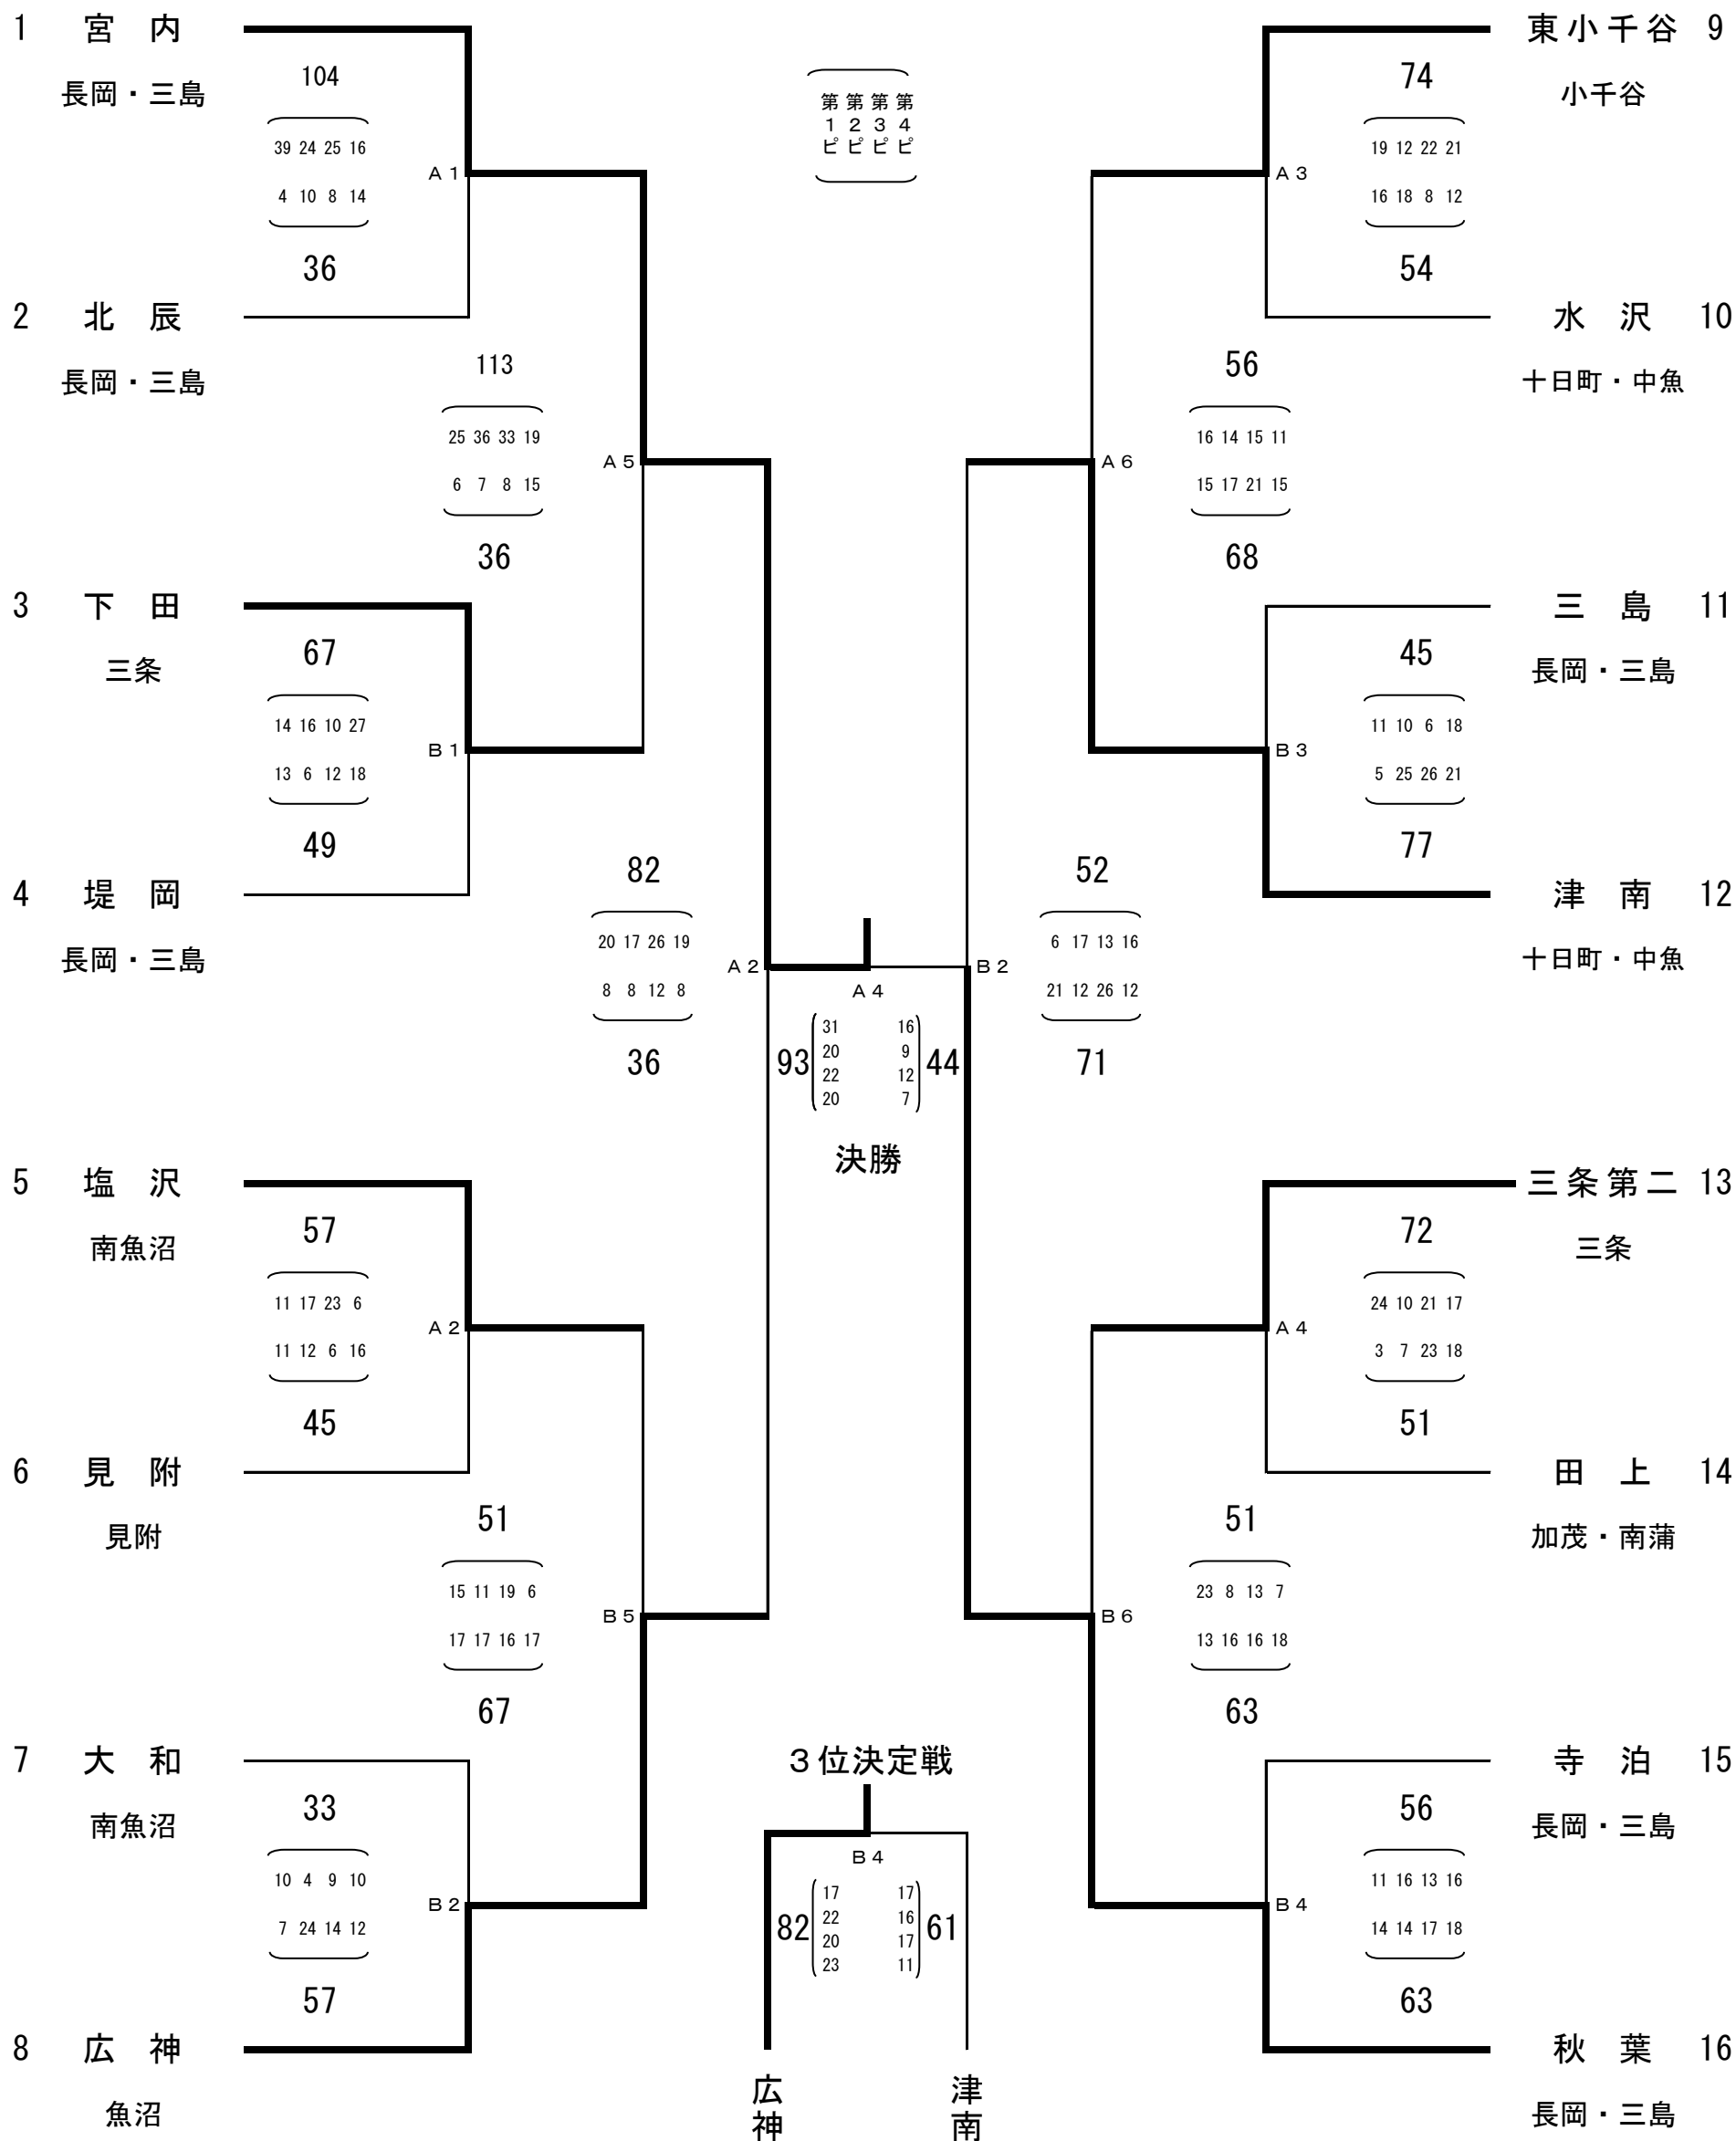 1 宮内
長岡・三島
104
39 24 25 16
A1
4 10 8 14
36
2 北辰
長岡・三島
113
25 36 33 19
A5
6 7 8 15
36
3 下田
三条
67
14 16 10 27
B1
13 6 12 18
49
4 堤岡
長岡・三島
82
20 17 26 19
A2
8 8 12 8
36
5 塩沢
南魚沼
57
11 17 23 6
A2
11 12 6 16
45
6 見附
見附
51
15 11 19 6
B5
17 17 16 17
67
7 大和
南魚沼
33
10 4 9 10
B2
7 24 14 12
57
8 広神
魚沼
第1ピ
第2ピ
第3ピ
第4ピ
A4
93
31 16
20 9
22 12
20 7
44
決勝
3位決定戦
B4
82
17 17
22 16
20 17
23 11
61
広神
津南
東小千谷 9
小千谷
74
19 12 22 21
A3
16 18 8 12
54
水沢 10
十日町・中魚
56
16 14 15 11
A6
15 17 21 15
68
三島 11
長岡・三島
45
11 10 6 18
B3
5 25 26 21
77
津南 12
十日町・中魚
52
6 17 13 16
B2
21 12 26 12
71
三条第二 13
三条
72
24 10 21 17
A4
3 7 23 18
51
田上 14
加茂・南蒲
51
23 8 13 7
B6
13 16 16 18
63
寺泊 15
長岡・三島
56
11 16 13 16
B4
14 14 17 18
63
秋葉 16
長岡・三島